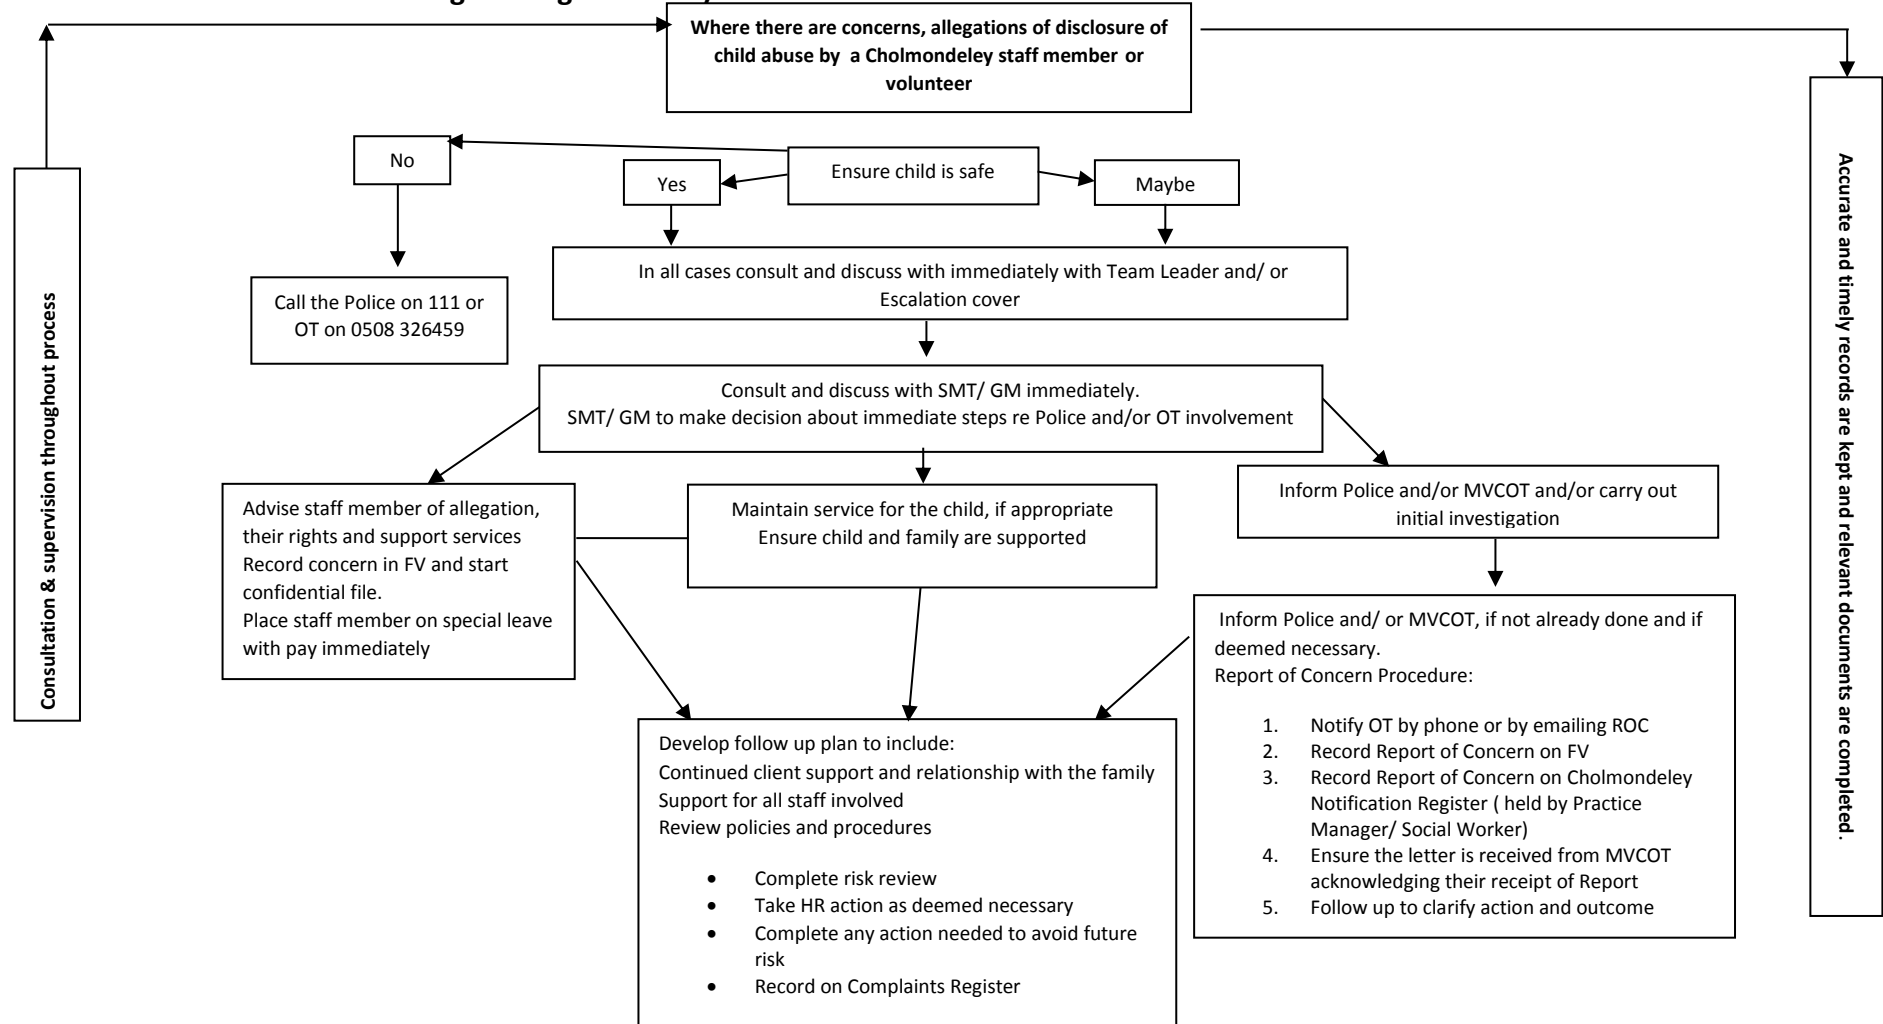 Where there are concerns, allegations of disclosure of
child abuse by a Cholmondeley staff member or
volunteer
No
Ensure child is safe
Yes
Maybe
In all cases consult and discuss with immediately with Team Leader and/ or
Escalation cover
Call the Police on 111 or
OT on 0508 326459
Consult and discuss with SMT/ GM immediately.
SMT/ GM to make decision about immediate steps re Police and/or OT involvement
Advise staff member of allegation,
their rights and support services
Record concern in FV and start
confidential file.
Place staff member on special leave
with pay immediately
Maintain service for the child, if appropriate
Ensure child and family are supported
Inform Police and/or MVCOT and/or carry out
initial investigation
Inform Police and/ or MVCOT, if not already done and if
deemed necessary.
Report of Concern Procedure:
1. Notify OT by phone or by emailing ROC
2. Record Report of Concern on FV
3. Record Report of Concern on Cholmondeley
Notification Register ( held by Practice
Manager/ Social Worker)
4. Ensure the letter is received from MVCOT
acknowledging their receipt of Report
5. Follow up to clarify action and outcome
Develop follow up plan to include:
Continued client support and relationship with the family
Support for all staff involved
Review policies and procedures
• Complete risk review
• Take HR action as deemed necessary
• Complete any action needed to avoid future
risk
• Record on Complaints Register
Consultation & supervision throughout process
Accurate and timely records are kept and relevant documents are completed.